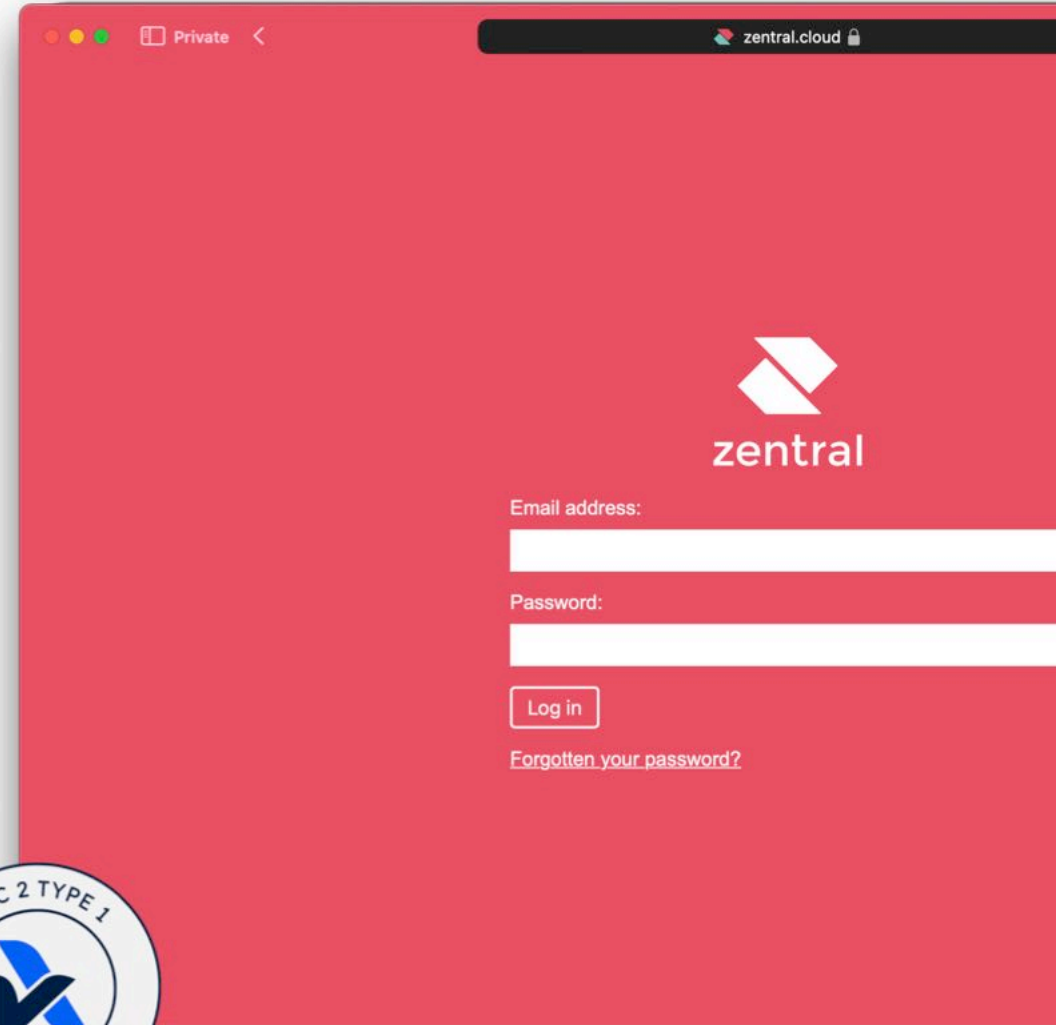 Private
zentral.cloud
zentral
Email address:
Password:
Log in
Forgotten your password?
C 2 TYPE 1